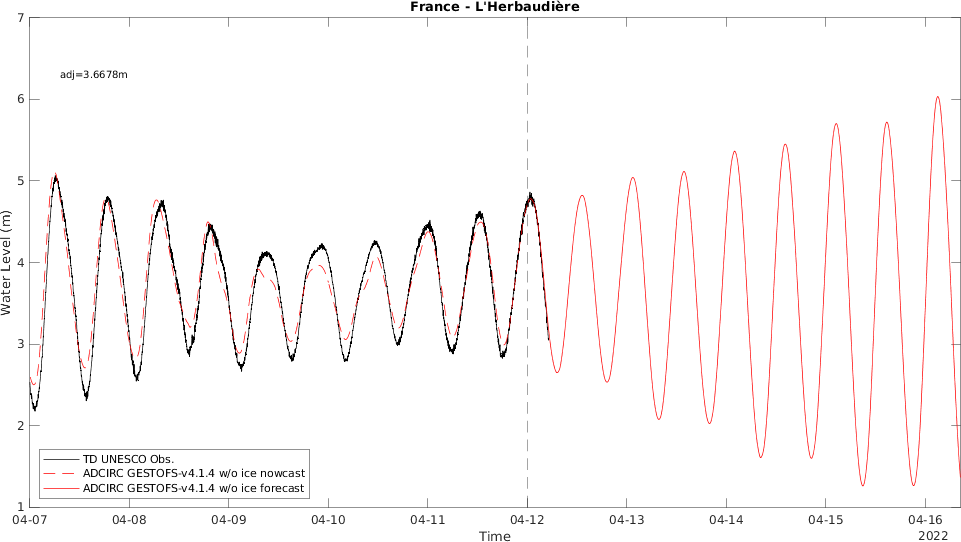 France - L'Herbaudière
7
6
5
4
3
2
1
Water Level (m)
adj=3.6678m
TD UNESCO Obs.
ADCIRC GESTOFS-v4.1.4 w/o ice nowcast
ADCIRC GESTOFS-v4.1.4 w/o ice forecast
04-07 04-08 04-09 04-10 04-11 04-12 04-13 04-14 04-15 04-16
Time
2022